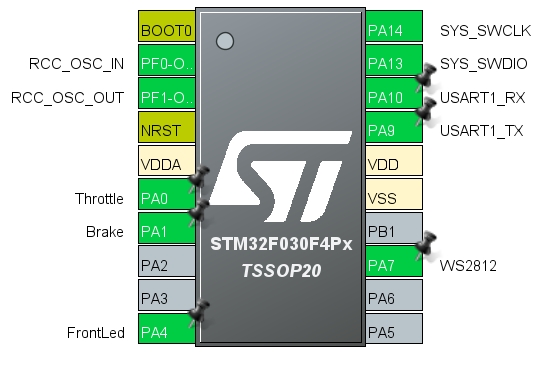 BOOT0 PA14 SYS_SWCLK
RCC_OSC_IN PF0-O.. PA13 SYS_SWDIO
RCC_OSC_OUT PF1-O.. PA10 USART1_RX
NRST PA9 USART1_TX
VDDA VDD
Throttle PA0 VSS
Brake PA1 PB1
STM32F030F4Px
TSSOP20
PA2 PA7 WS2812
PA3 PA6
FrontLed PA4 PA5